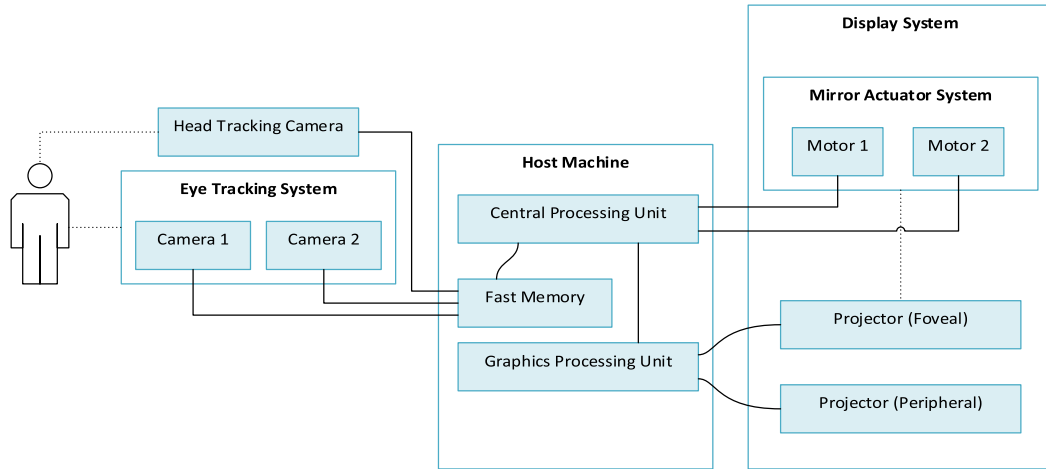 Display System
Mirror Actuator System
Motor 1
Motor 2
Head Tracking Camera
Host Machine
Eye Tracking System
Central Processing Unit
Camera 1
Camera 2
Fast Memory
Projector (Foveal)
Graphics Processing Unit
Projector (Peripheral)